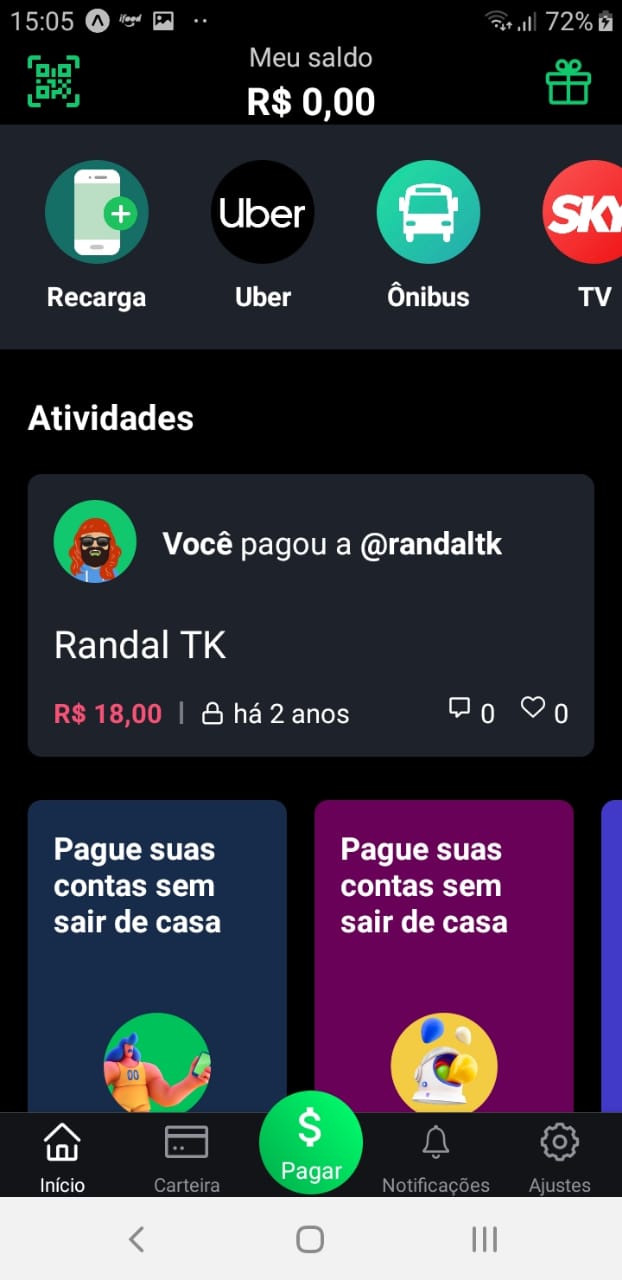 15:05 ifood 72%
Meu saldo
R$ 0,00
Uber SKY
Recarga Uber Ônibus TV
Atividades
Você pagou a @randaltk
Randal TK
R$ 18,00 | há 2 anos 0 0
Pague suas
contas sem
sair de casa
Pague suas
contas sem
sair de casa
00
$
Pagar
Início Carteira Notificações Ajustes